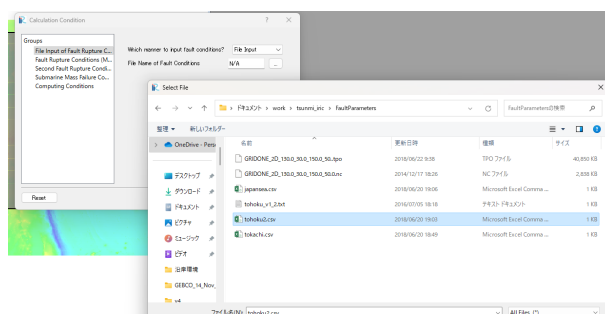 Calculation Condition
Groups
File Input of Fault Rupture C...
Fault Rupture Conditions (M...
Second Fault Rupture Condi...
Submarine Mass Failure Co...
Computing Conditions
Which manner to input fault conditions? File Input
File Name of Fault Conditions N/A ...
Reset
Select File
ドキュメント › work › tsunmi_iric › FaultParameters
FaultParametersの検索
整理 新しいフォルダー
OneDrive - Perso
デスクトップ
ダウンロード
ドキュメント
ピクチャ
ミュージック
ビデオ
沿岸環境
GEBCO_14_Nov_
v4
名前 更新日時 種類 サイズ
GRIDONE_2D_130.0_30.0_150.0_50..tpo 2018/06/22 9:38 TPO ファイル 40,850 KB
GRIDONE_2D_130.0_30.0_150.0_50.0.nc 2014/12/17 18:26 NC ファイル 2,838 KB
japansea.csv 2018/06/20 19:06 Microsoft Excel Comma ... 1 KB
tohoku_v1_2.txt 2016/07/05 18:18 テキスト ドキュメント 1 KB
tohoku2.csv 2018/06/20 19:03 Microsoft Excel Comma ... 1 KB
tokachi.csv 2018/06/20 18:49 Microsoft Excel Comma ... 1 KB
ファイル名(N): tohoku2.csv All Files (*)